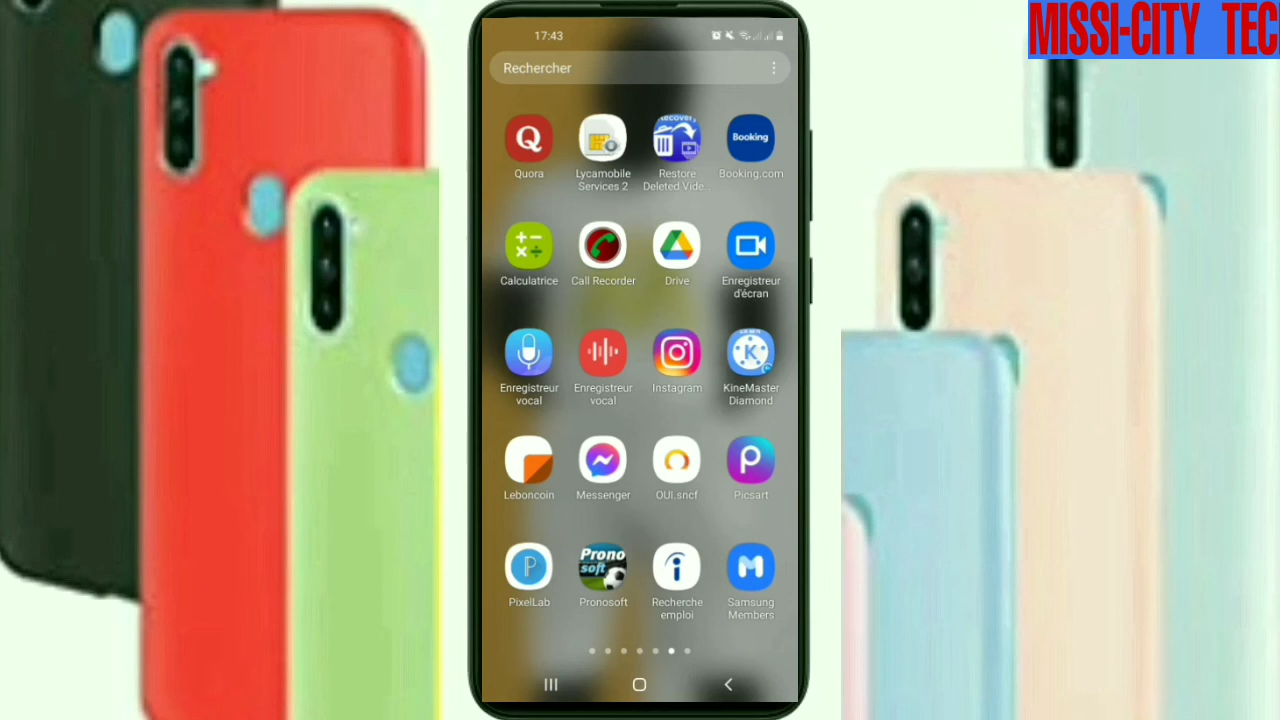 MISSI-CITY TEC
17:43
Rechercher
Recovery
Booking
Quora
Lycamobile
Services 2
Restore
Deleted Vide..
Booking.com
Calculatrice
Call Recorder
Drive
Enregistreur
d'écran
Enregistreur
vocal
Enregistreur
vocal
Instagram
KineMaster
Diamond
Leboncoin
Messenger
OUI.sncf
Picsart
Prono
soft
PixelLab
Pronosoft
Recherche
emploi
Samsung
Members